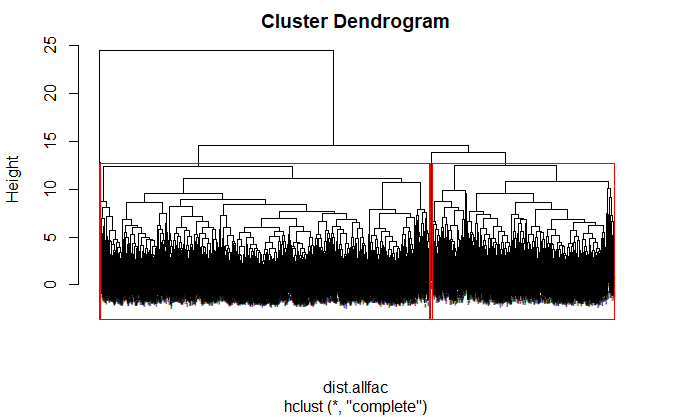 Cluster Dendrogram
Height
25
20
15
10
5
0
dist.allfac
hclust (*, "complete")